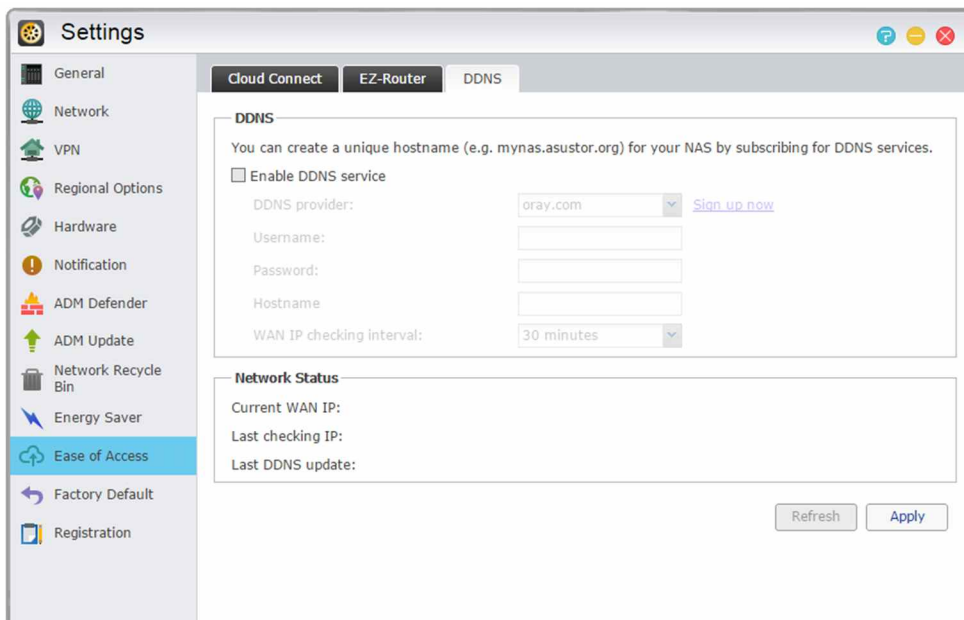 Settings
General
Network
VPN
Regional Options
Hardware
Notification
ADM Defender
ADM Update
Network Recycle
Bin
Energy Saver
Ease of Access
Factory Default
Registration
Cloud Connect EZ-Router DDNS
DDNS
You can create a unique hostname (e.g. mynas.asustor.org) for your NAS by subscribing for DDNS services.
Enable DDNS service
DDNS provider: oray.com Sign up now
Username:
Password:
Hostname
WAN IP checking interval: 30 minutes
Network Status
Current WAN IP:
Last checking IP:
Last DDNS update:
Refresh Apply